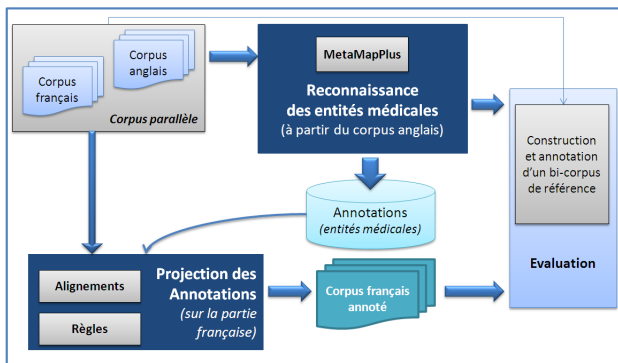 Corpus
français
Corpus
anglais
Corpus parallèle
MetaMapPlus
Reconnaissance
des entités médicales
(à partir du corpus anglais)
Construction
et annotation
d'un bi-corpus
de référence
Evaluation
Annotations
(entités médicales)
Alignements
Règles
Projection des
Annotations
(sur la partie
française)
Corpus français
annoté